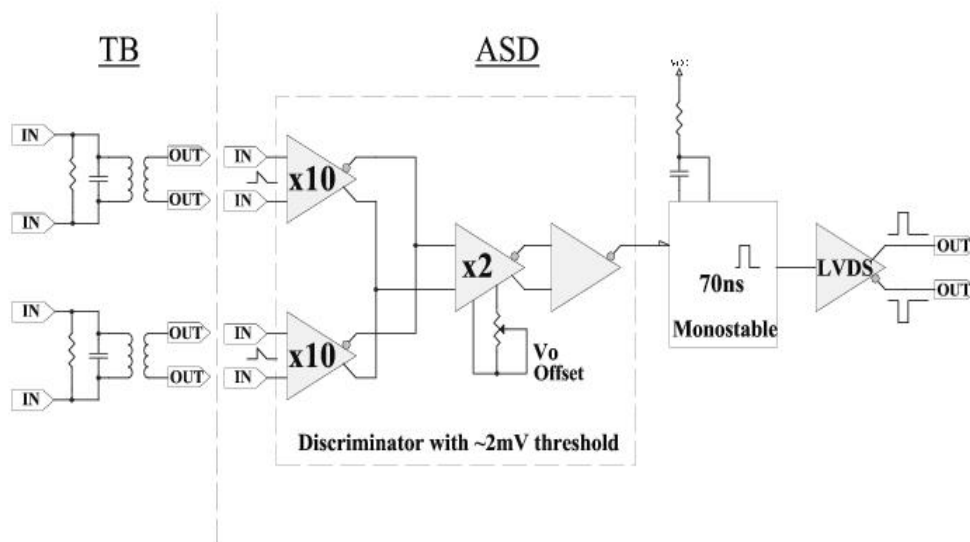 TB
ASD
IN
IN
OUT
OUT
IN
IN
x10
IN
IN
OUT
OUT
IN
IN
x10
x2
Vo
Offset
Discriminator with ~2mV threshold
70ns
Monostable
LVDS
OUT
OUT